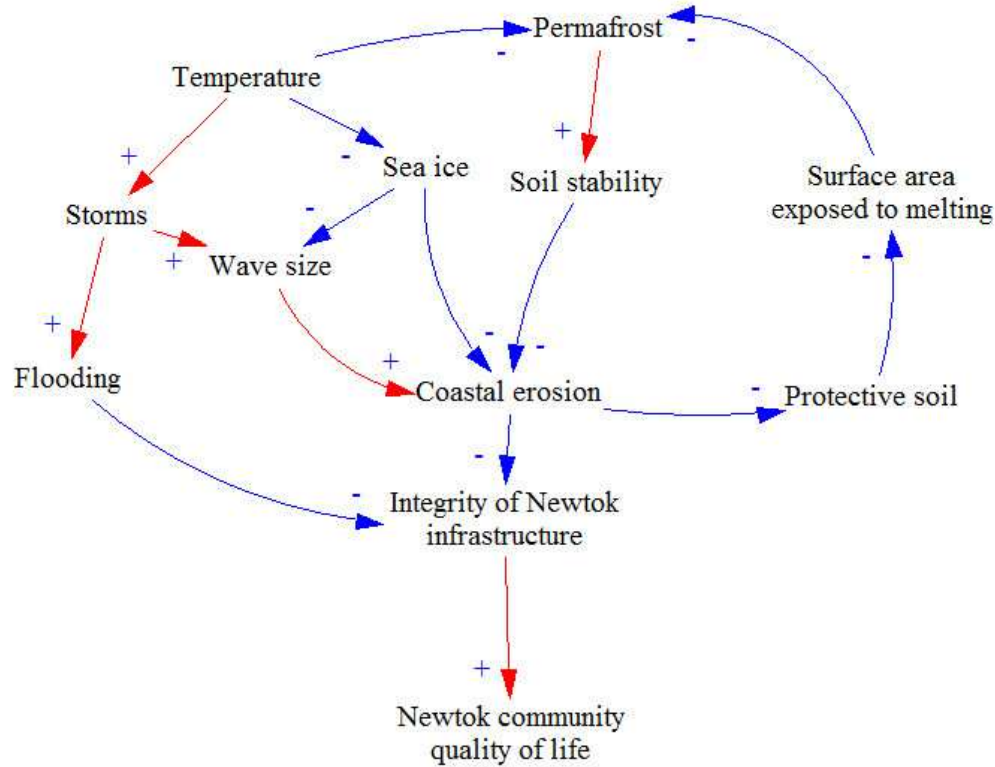 Permafrost
-
-
Temperature
+
+
-
Sea ice
Soil stability
Surface area
exposed to melting
Storms
-
+
Wave size
-
+
Flooding
+
-
-
Coastal erosion
-
Protective soil
-
-
Integrity of Newtok
infrastructure
+
Newtok community
quality of life